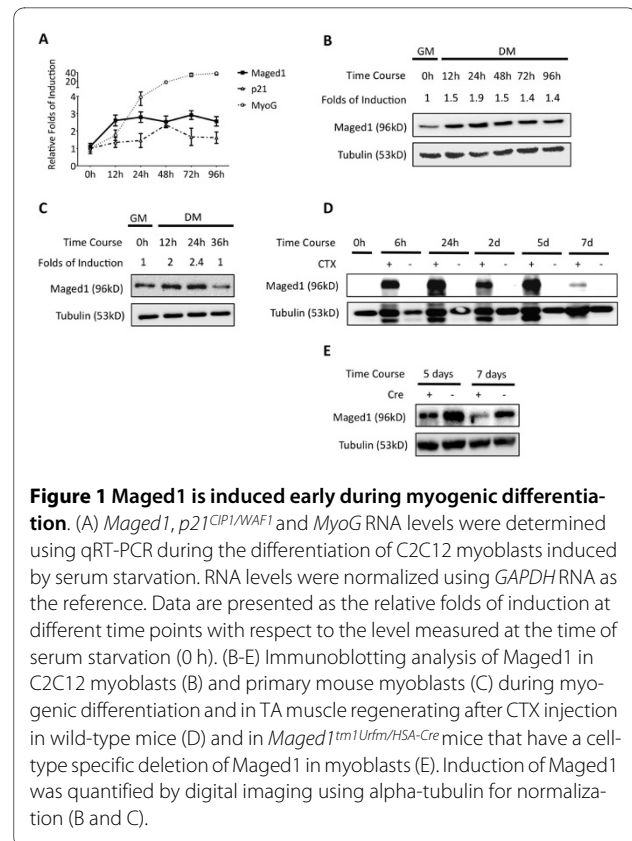 A
Relative Folds of Induction
40
20
4
3
2
1
0
0h 12h 24h 48h 72h 96h
Maged1
p21
MyoG
B
GM DM
Time Course 0h 12h 24h 48h 72h 96h
Folds of Induction 1 1.5 1.9 1.5 1.4 1.4
Maged1 (96kD)
Tubulin (53kD)
C
GM DM
Time Course 0h 12h 24h 36h
Folds of Induction 1 2 2.4 1
Maged1 (96kD)
Tubulin (53kD)
D
Time Course 0h 6h 24h 2d 5d 7d
CTX + - + - + - + - + -
Maged1 (96kD)
Tubulin (53kD)
E
Time Course 5 days 7 days
Cre + - + -
Maged1 (96kD)
Tubulin (53kD)
Figure 1 Maged1 is induced early during myogenic differentia-
tion. (A) Maged1, p21CIP1/WAF1 and MyoG RNA levels were determined
using qRT-PCR during the differentiation of C2C12 myoblasts induced
by serum starvation. RNA levels were normalized using GAPDH RNA as
the reference. Data are presented as the relative folds of induction at
different time points with respect to the level measured at the time of
serum starvation (0 h). (B-E) Immunoblotting analysis of Maged1 in
C2C12 myoblasts (B) and primary mouse myoblasts (C) during myo-
genic differentiation and in TA muscle regenerating after CTX injection
in wild-type mice (D) and in Maged1tm1Urfm/HSA-Cre mice that have a cell-
type specific deletion of Maged1 in myoblasts (E). Induction of Maged1
was quantified by digital imaging using alpha-tubulin for normaliza-
tion (B and C).